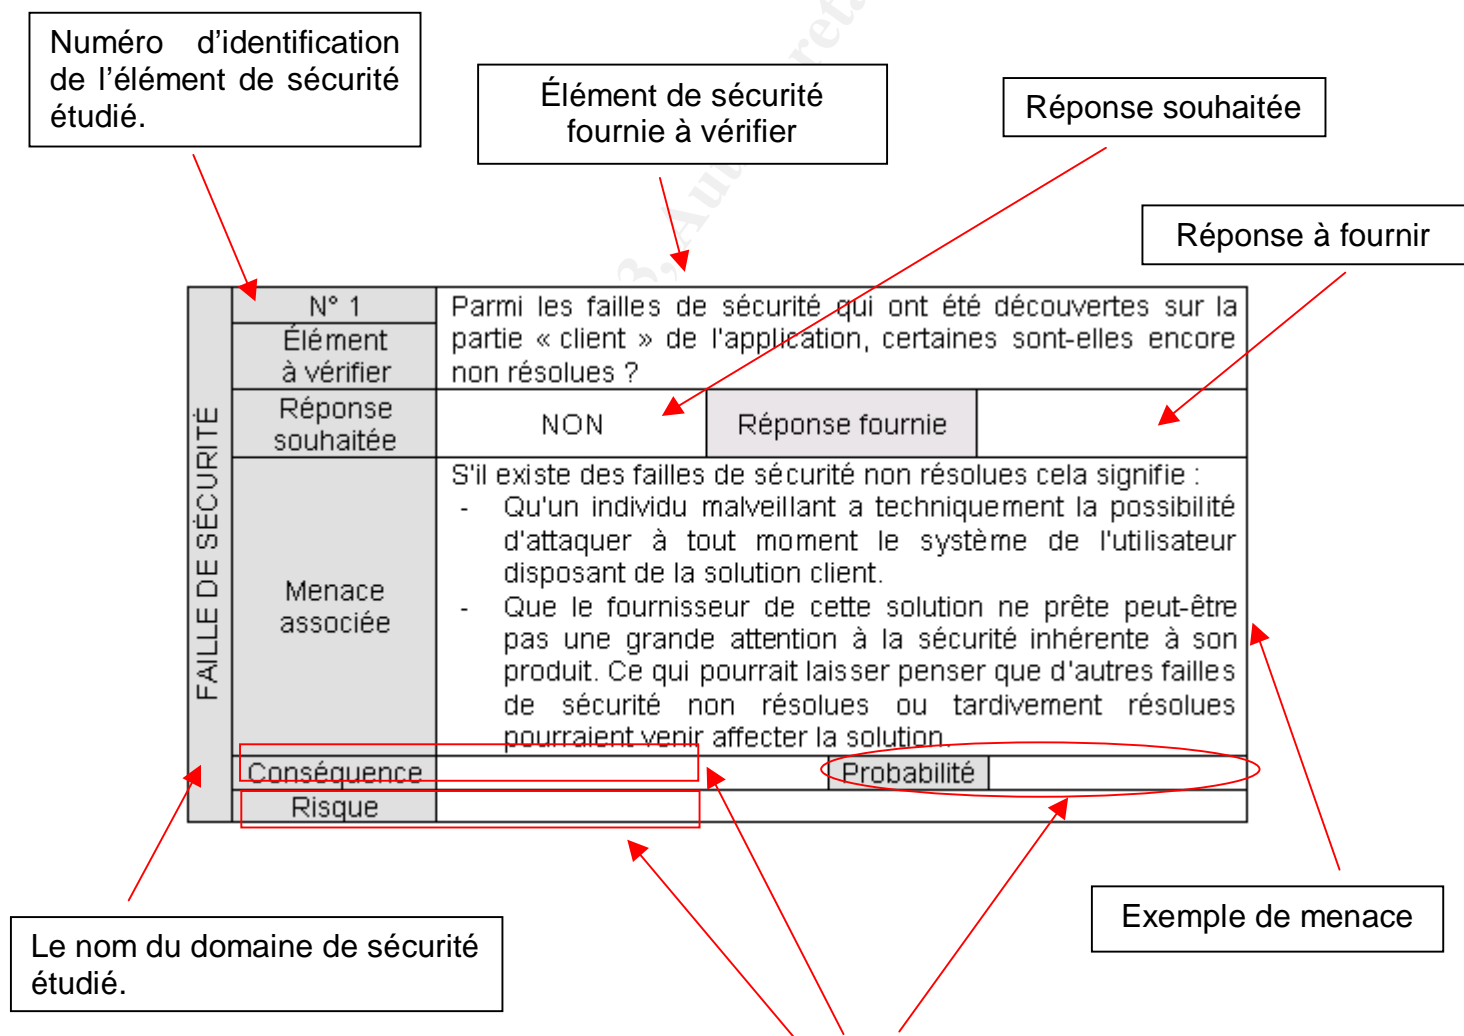 Numéro d'identification
de l'élément de sécurité
étudié.
Élément de sécurité
fournie à vérifier
Réponse souhaitée
Réponse à fournir
FAILLE DE SÉCURITÉ
N° 1
Élément
à vérifier
Parmi les failles de sécurité qui ont été découvertes sur la
partie « client » de l'application, certaines sont-elles encore
non résolues ?
Réponse
souhaitée
NON
Réponse fournie
Menace
associée
S'il existe des failles de sécurité non résolues cela signifie :
- Qu'un individu malveillant a techniquement la possibilité
d'attaquer à tout moment le système de l'utilisateur
disposant de la solution client.
- Que le fournisseur de cette solution ne prête peut-être
pas une grande attention à la sécurité inhérente à son
produit. Ce qui pourrait laisser penser que d'autres failles
de sécurité non résolues ou tardivement résolues
pourraient venir affecter la solution.
Conséquence
Probabilité
Risque
Exemple de menace
Le nom du domaine de sécurité
étudié.